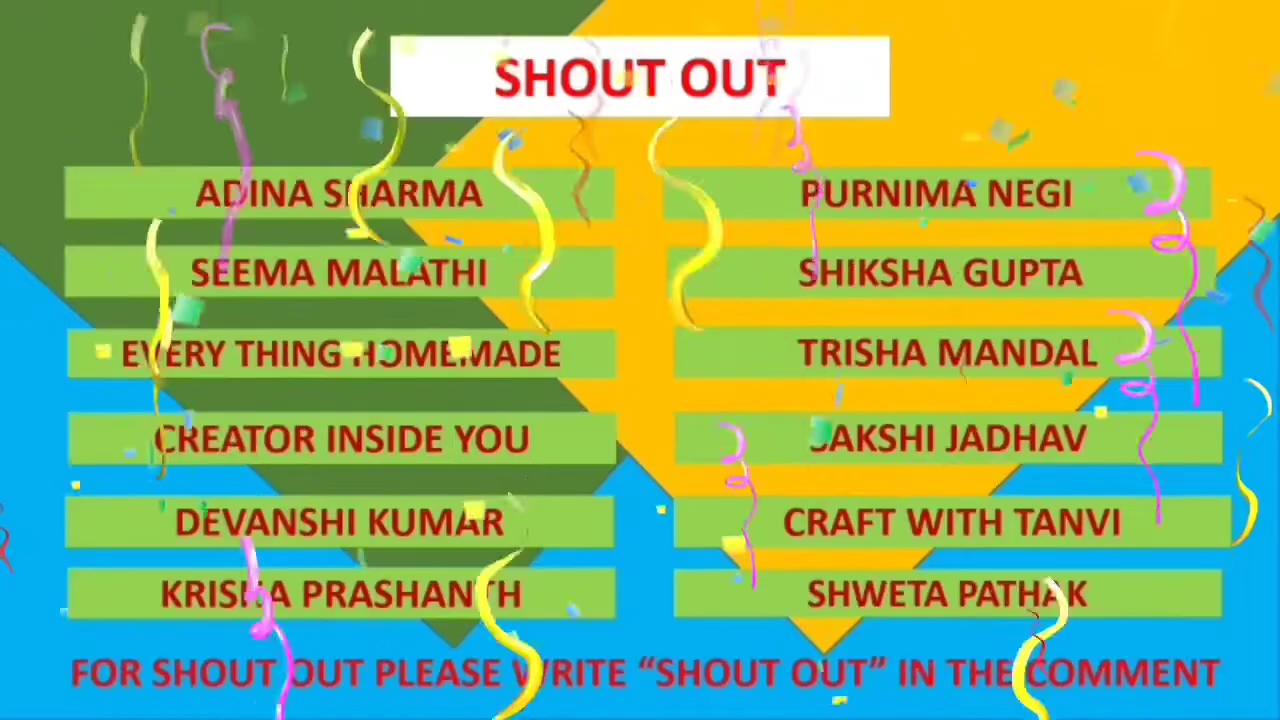 SHOUT OUT
ADINA SHARMA
SEEMA MALATHI
EVERY THING HOMEMADE
CREATOR INSIDE YOU
DEVANSHI KUMAR
KRISHA PRASHANTH
PURNIMA NEGI
SHIKSHA GUPTA
TRISHA MANDAL
SAKSHI JADHAV
CRAFT WITH TANVI
SHWETA PATHAK
FOR SHOUT OUT PLEASE WRITE “SHOUT OUT” IN THE COMMENT